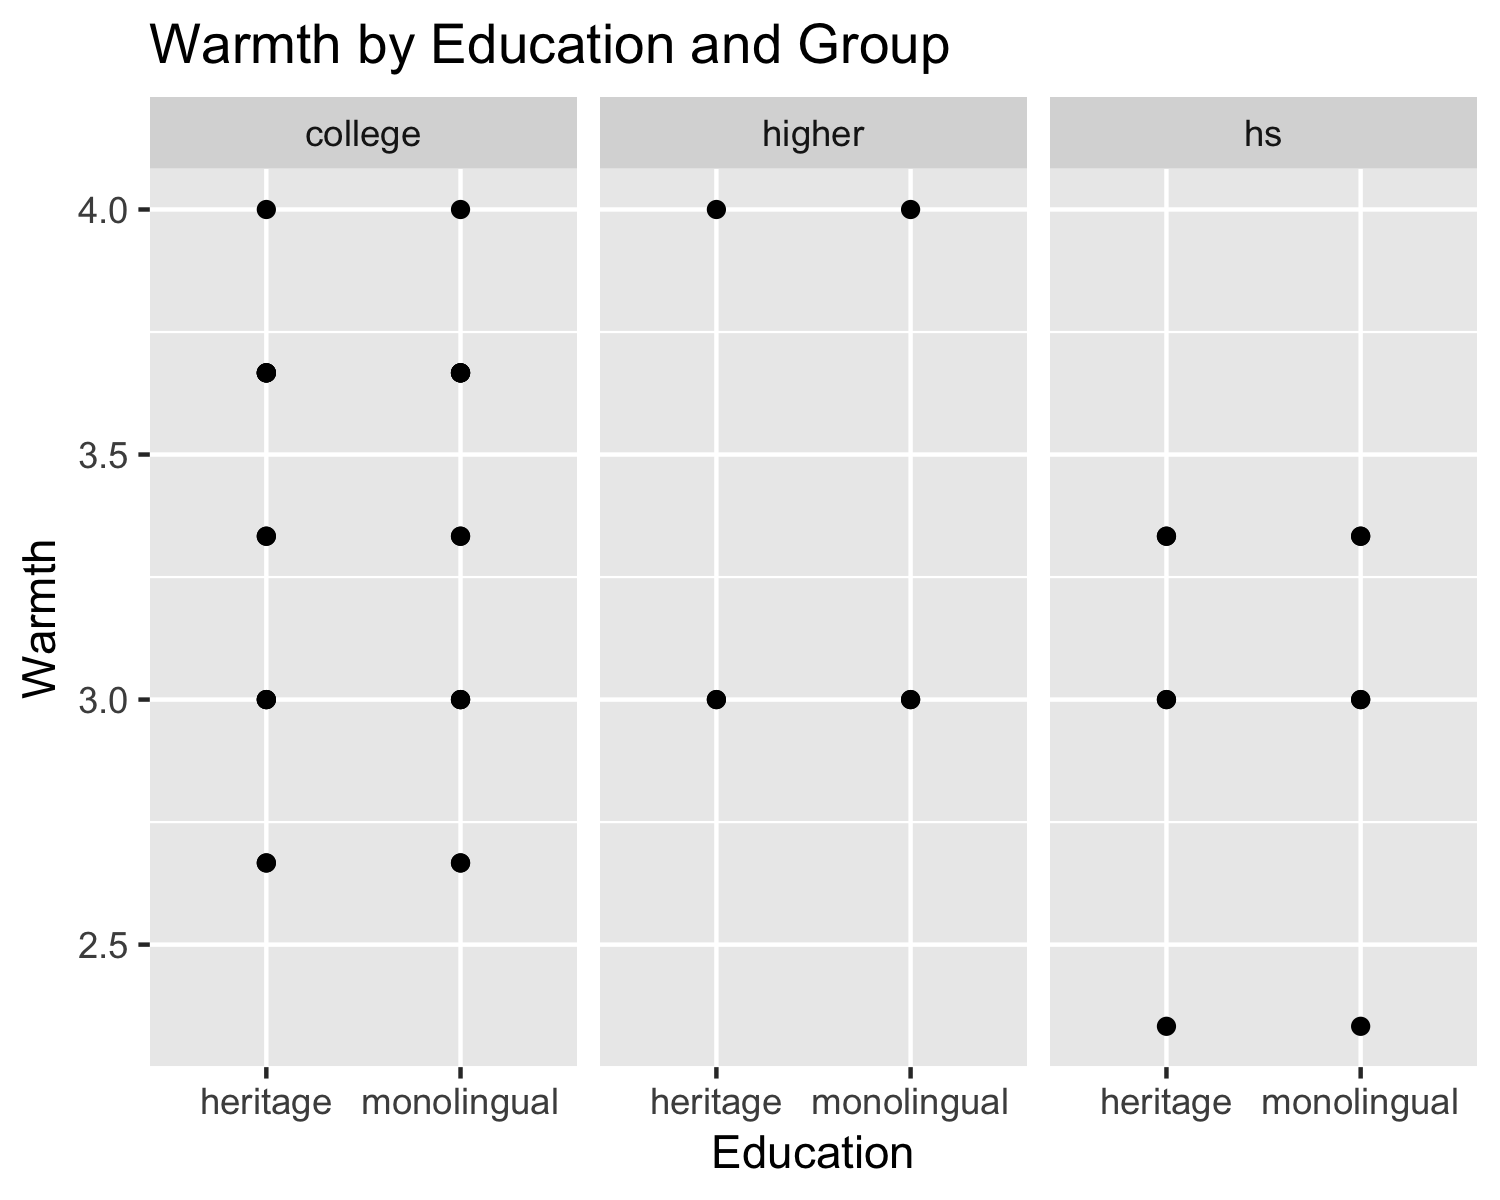 Warmth by Education and Group
college higher hs
4.0
3.5
3.0
2.5
Warmth
heritage monolingual heritage monolingual heritage monolingual
Education